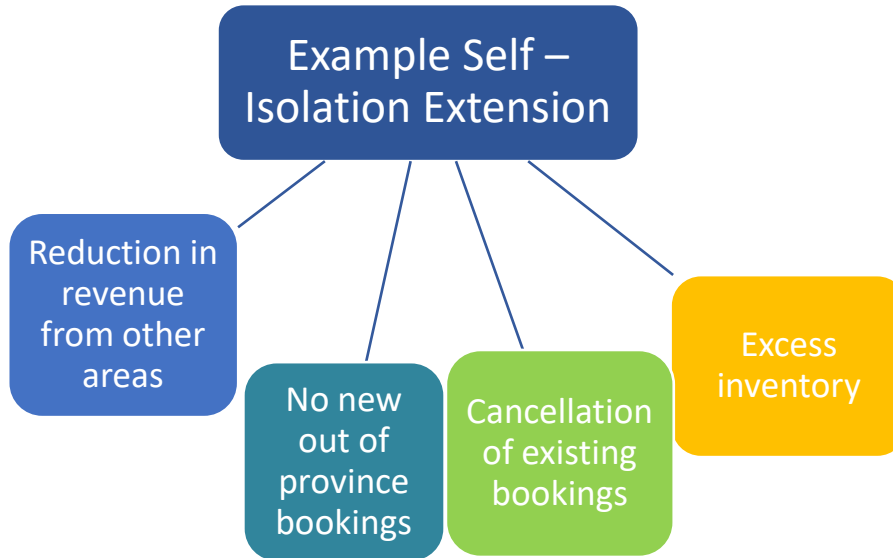 Example Self –
Isolation Extension
Reduction in
revenue
from other
areas
No new
out of
province
bookings
Cancellation
of existing
bookings
Excess
inventory